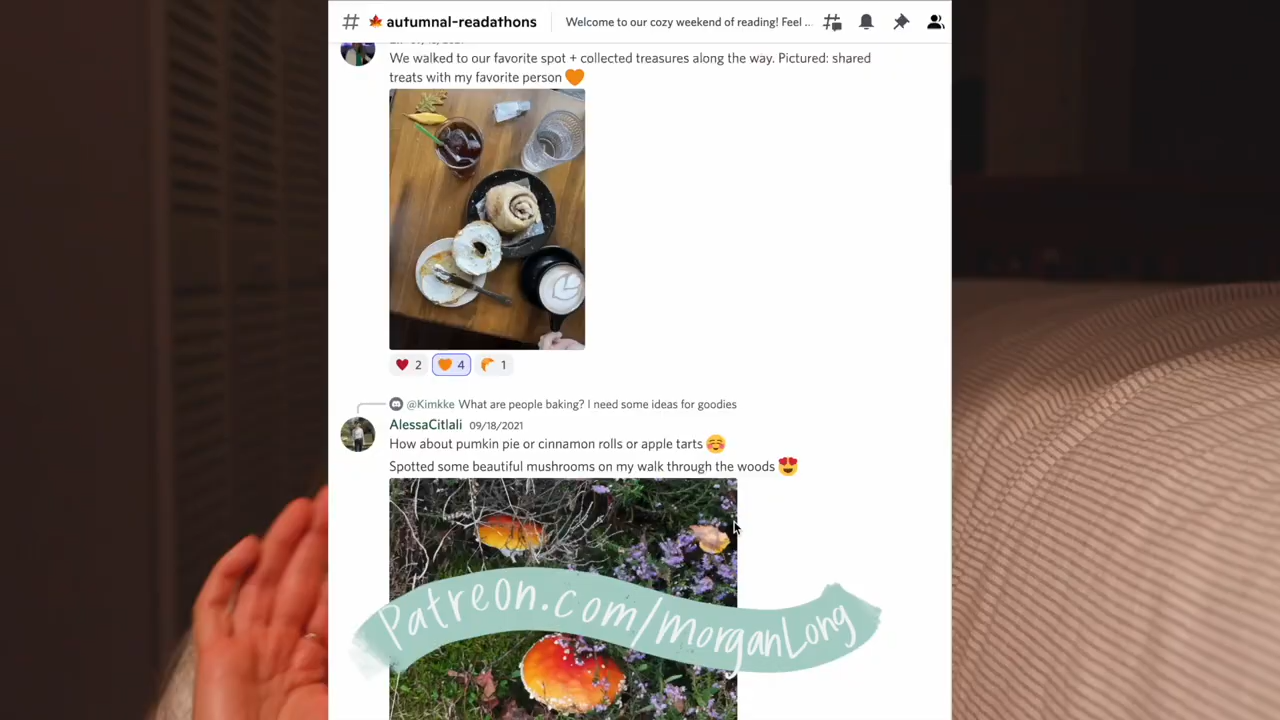 autumnal-readathons
Welcome to our cozy weekend of reading! Feel ...
09/18/2021
We walked to our favorite spot + collected treasures along the way. Pictured: shared
treats with my favorite person
2 4 1
@Kimkke What are people baking? I need some ideas for goodies
AlessaCitlali 09/18/2021
How about pumkin pie or cinnamon rolls or apple tarts
Spotted some beautiful mushrooms on my walk through the woods
Patreon.com/morganLong